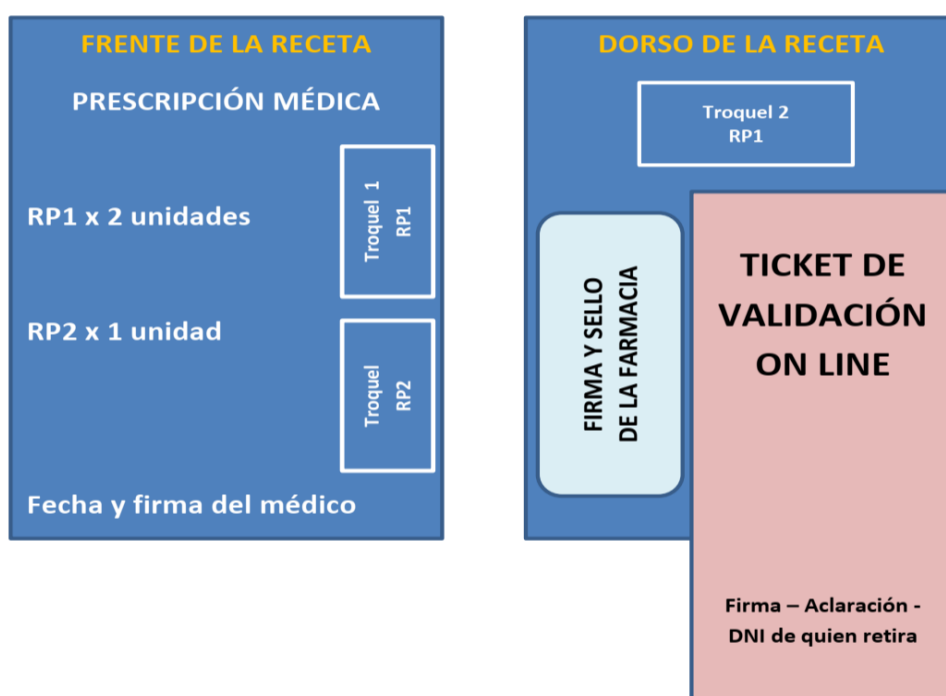 FRENTE DE LA RECETA
PRESCRIPCIÓN MÉDICA
RP1 x 2 unidades
Troquel 1
RP1
RP2 x 1 unidad
Troquel
RP2
Fecha y firma del médico
DORSO DE LA RECETA
Troquel 2
RP1
FIRMA Y SELLO
DE LA FARMACIA
TICKET DE
VALIDACIÓN
ON LINE
Firma – Aclaración -
DNI de quien retira